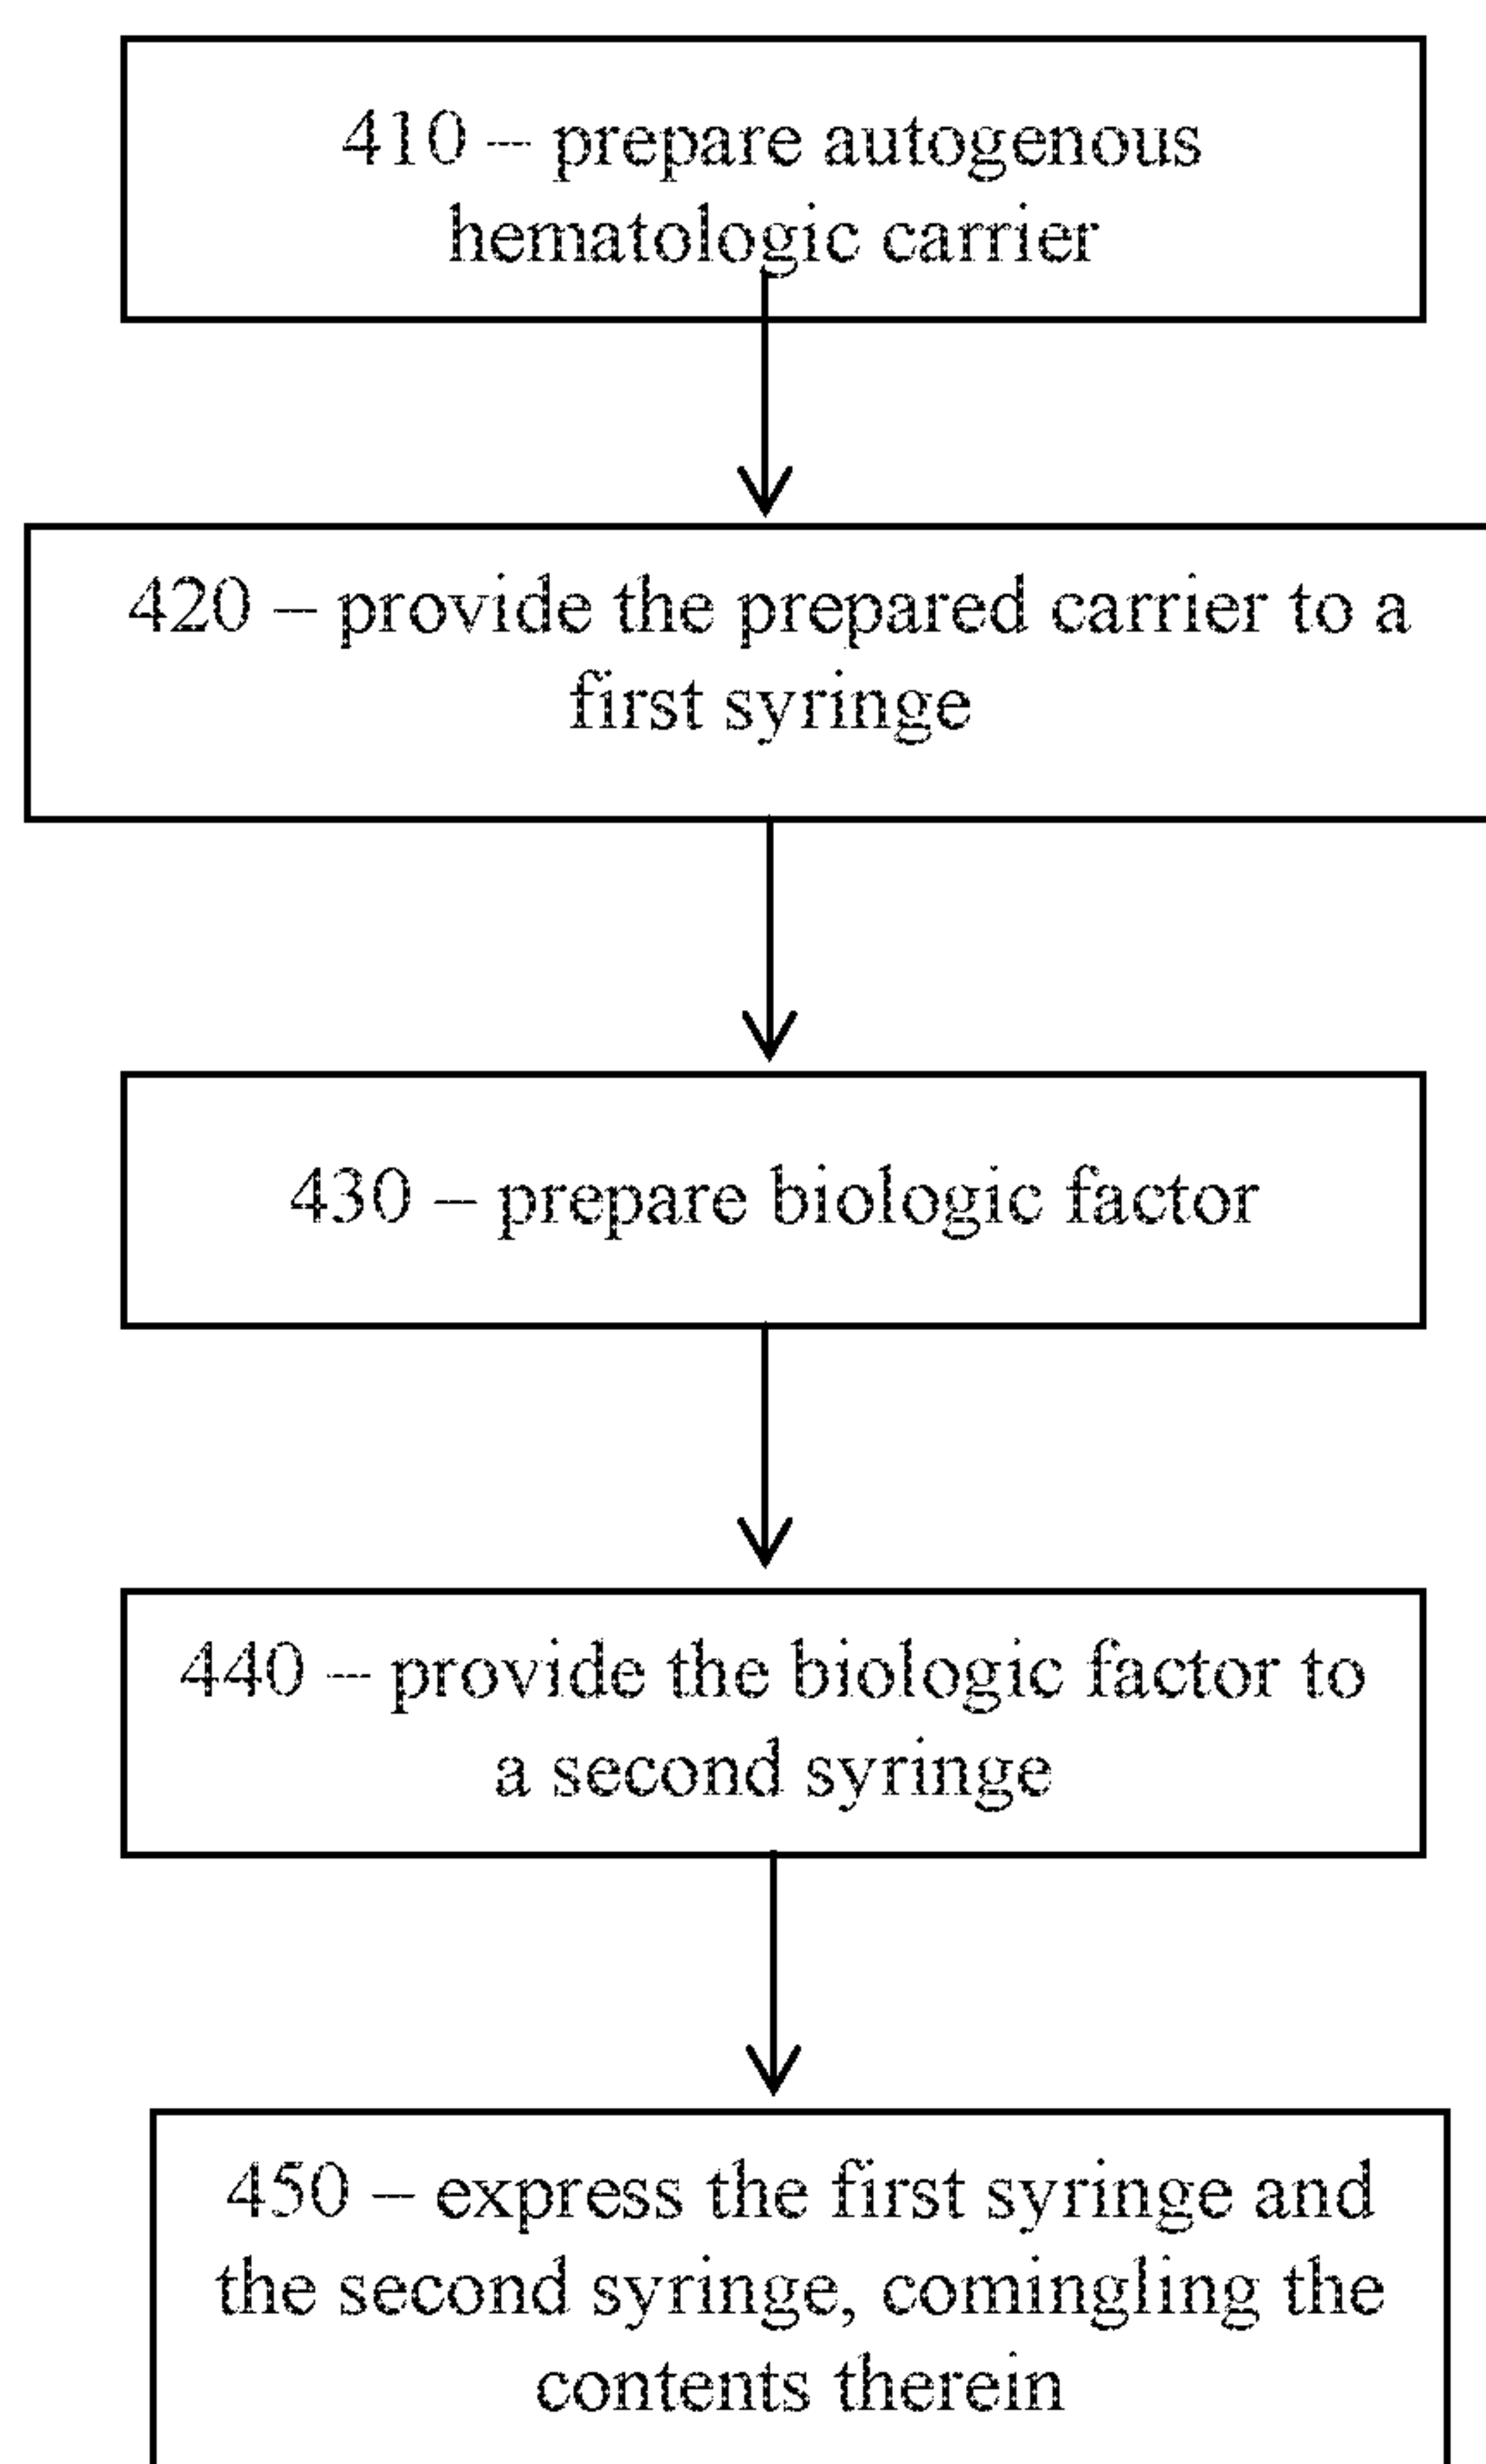 410 – prepare autogenous
hematologic carrier
420 – provide the prepared carrier to a
first syringe
430 – prepare biologic factor
440 – provide the biologic factor to
a second syringe
450 – express the first syringe and
the second syringe, comingling the
contents therein